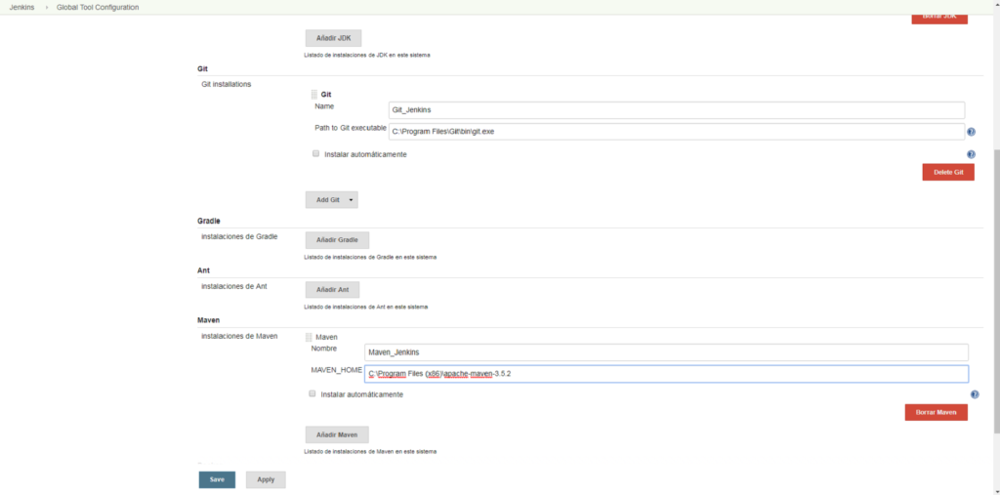 Jenkins › Global Tool Configuration
Borrar JDK
Añadir JDK
Listado de instalaciones de JDK en este sistema
Git
Git installations
Git
Name
Git_Jenkins
Path to Git executable
C:\Program Files\Git\bin\git.exe
Instalar automáticamente
Delete Git
Add Git
Gradle
instalaciones de Gradle
Añadir Gradle
Listado de instalaciones de Gradle en este sistema
Ant
instalaciones de Ant
Añadir Ant
Listado de instalaciones de Ant en este sistema
Maven
instalaciones de Maven
Maven
Nombre
Maven_Jenkins
MAVEN_HOME
C:\Program Files (x86)\apache-maven-3.5.2
Instalar automáticamente
Borrar Maven
Añadir Maven
Listado de instalaciones de Maven en este sistema
Save
Apply